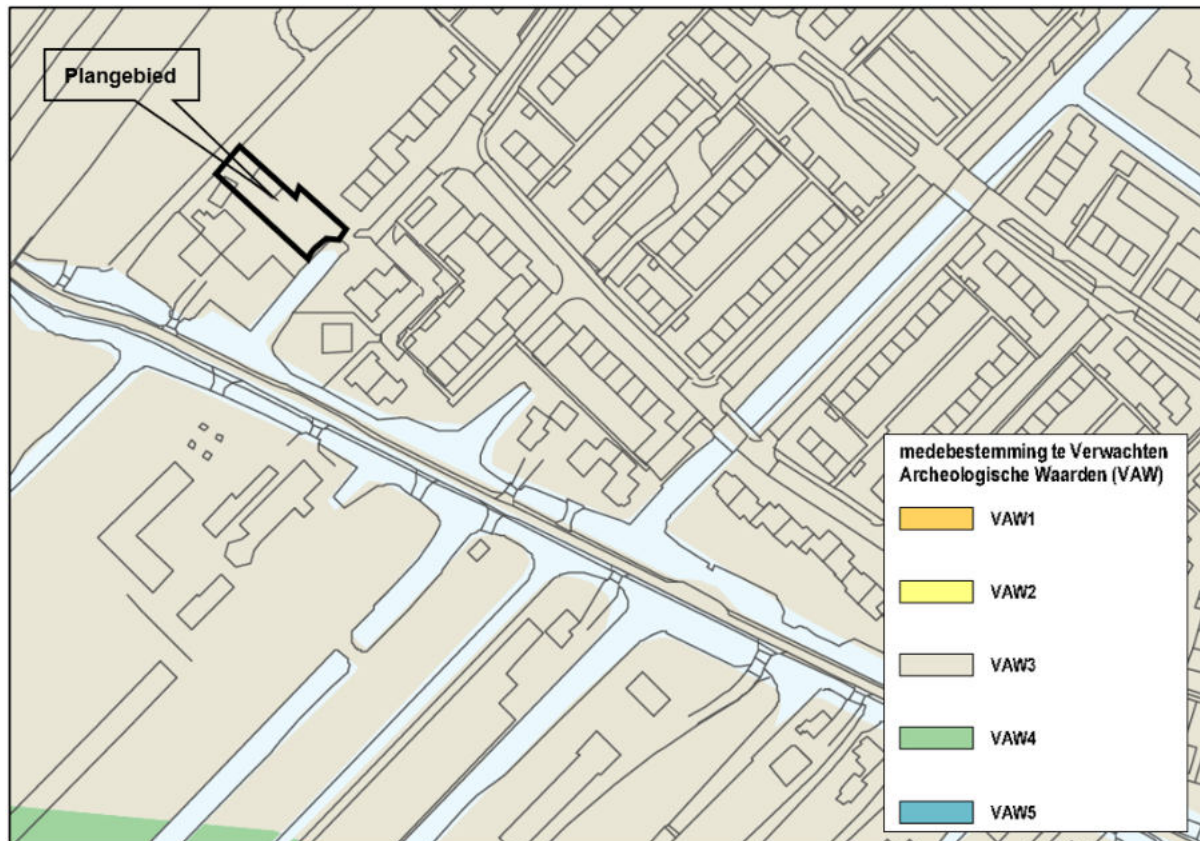 Plangebied
medebestemming te Verwachten
Archeologische Waarden (VAW)
VAW1
VAW2
VAW3
VAW4
VAW5